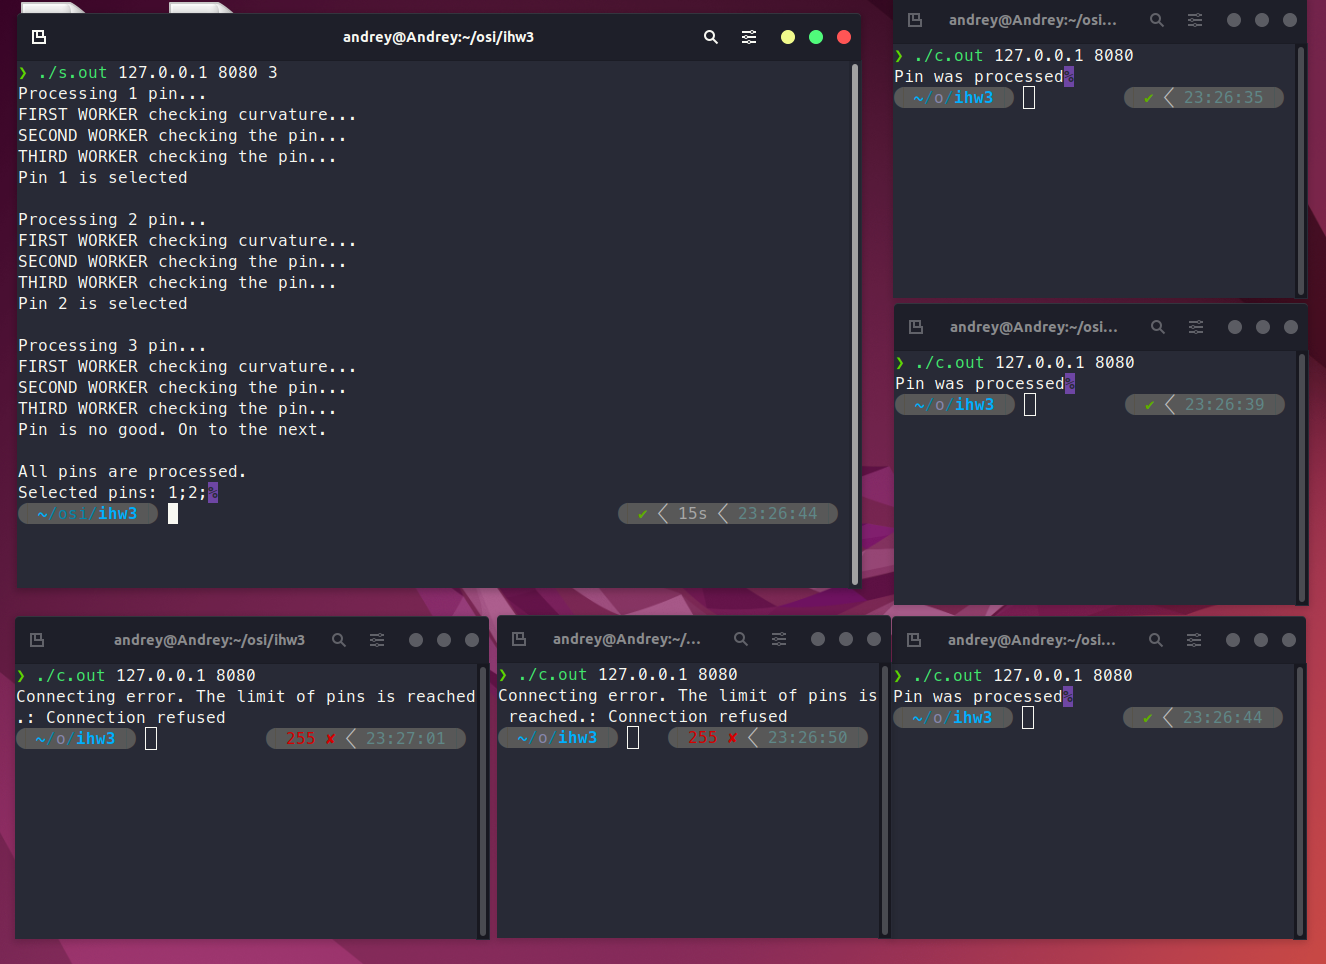 andrey@Andrey:~/osi/ihw3
❯ ./s.out 127.0.0.1 8080 3
Processing 1 pin...
FIRST WORKER checking curvature...
SECOND WORKER checking the pin...
THIRD WORKER checking the pin...
Pin 1 is selected
Processing 2 pin...
FIRST WORKER checking curvature...
SECOND WORKER checking the pin...
THIRD WORKER checking the pin...
Pin 2 is selected
Processing 3 pin...
FIRST WORKER checking curvature...
SECOND WORKER checking the pin...
THIRD WORKER checking the pin...
Pin is no good. On to the next.
All pins are processed.
Selected pins: 1;2;%
~/osi/ihw3 ✔ 15s 23:26:44
andrey@Andrey:~/osi...
❯ ./c.out 127.0.0.1 8080
Pin was processed%
~/o/ihw3 ✔ 23:26:35
andrey@Andrey:~/osi...
❯ ./c.out 127.0.0.1 8080
Pin was processed%
~/o/ihw3 ✔ 23:26:39
andrey@Andrey:~/osi/ihw3
❯ ./c.out 127.0.0.1 8080
Connecting error. The limit of pins is reached
.: Connection refused
~/o/ihw3 255 ✘ 23:27:01
andrey@Andrey:~/...
❯ ./c.out 127.0.0.1 8080
Connecting error. The limit of pins is
reached.: Connection refused
~/o/ihw3 255 ✘ 23:26:50
andrey@Andrey:~/osi...
❯ ./c.out 127.0.0.1 8080
Pin was processed%
~/o/ihw3 ✔ 23:26:44